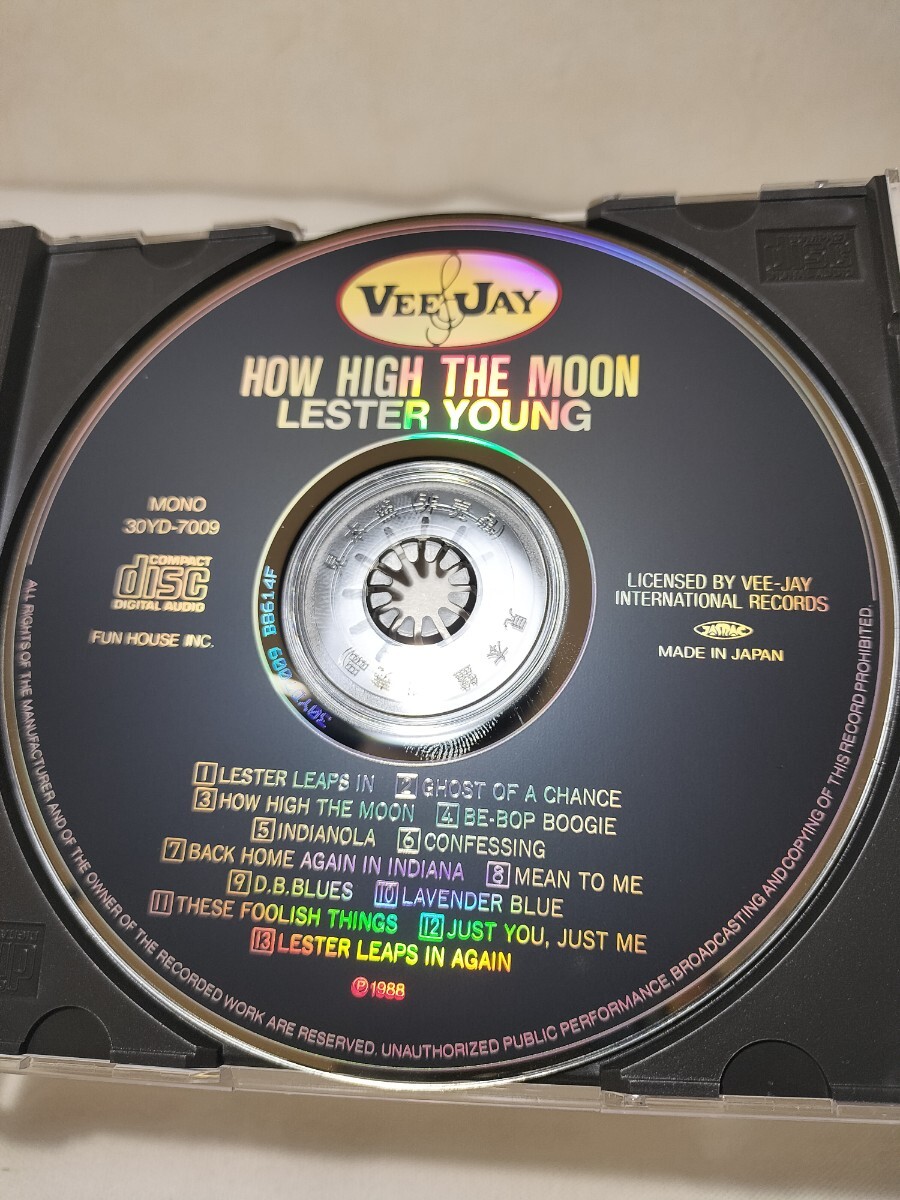 VEE JAY
HOW HIGH THE MOON
LESTER YOUNG
MONO
30YD-7009
COMPACT
disc
DIGITAL AUDIO
FUN HOUSE INC.
LICENSED BY VEE-JAY
INTERNATIONAL RECORDS
MADE IN JAPAN
BB614F
見本盤
1 LESTER LEAPS IN 2 GHOST OF A CHANCE
3 HOW HIGH THE MOON 4 BE-BOP BOOGIE
5 INDIANOLA 6 CONFESSING
7 BACK HOME AGAIN IN INDIANA 8 MEAN TO ME
9 D.B.BLUES 10 LAVENDER BLUE
11 THESE FOOLISH THINGS 12 JUST YOU, JUST ME
13 LESTER LEAPS IN AGAIN
Ⓟ1988
ALL RIGHTS OF THE MANUFACTURER AND OF THE OWNER OF THE RECORDED WORK ARE RESERVED. UNAUTHORIZED PUBLIC PERFORMANCE, BROADCASTING AND COPYING OF THIS RECORD PROHIBITED.